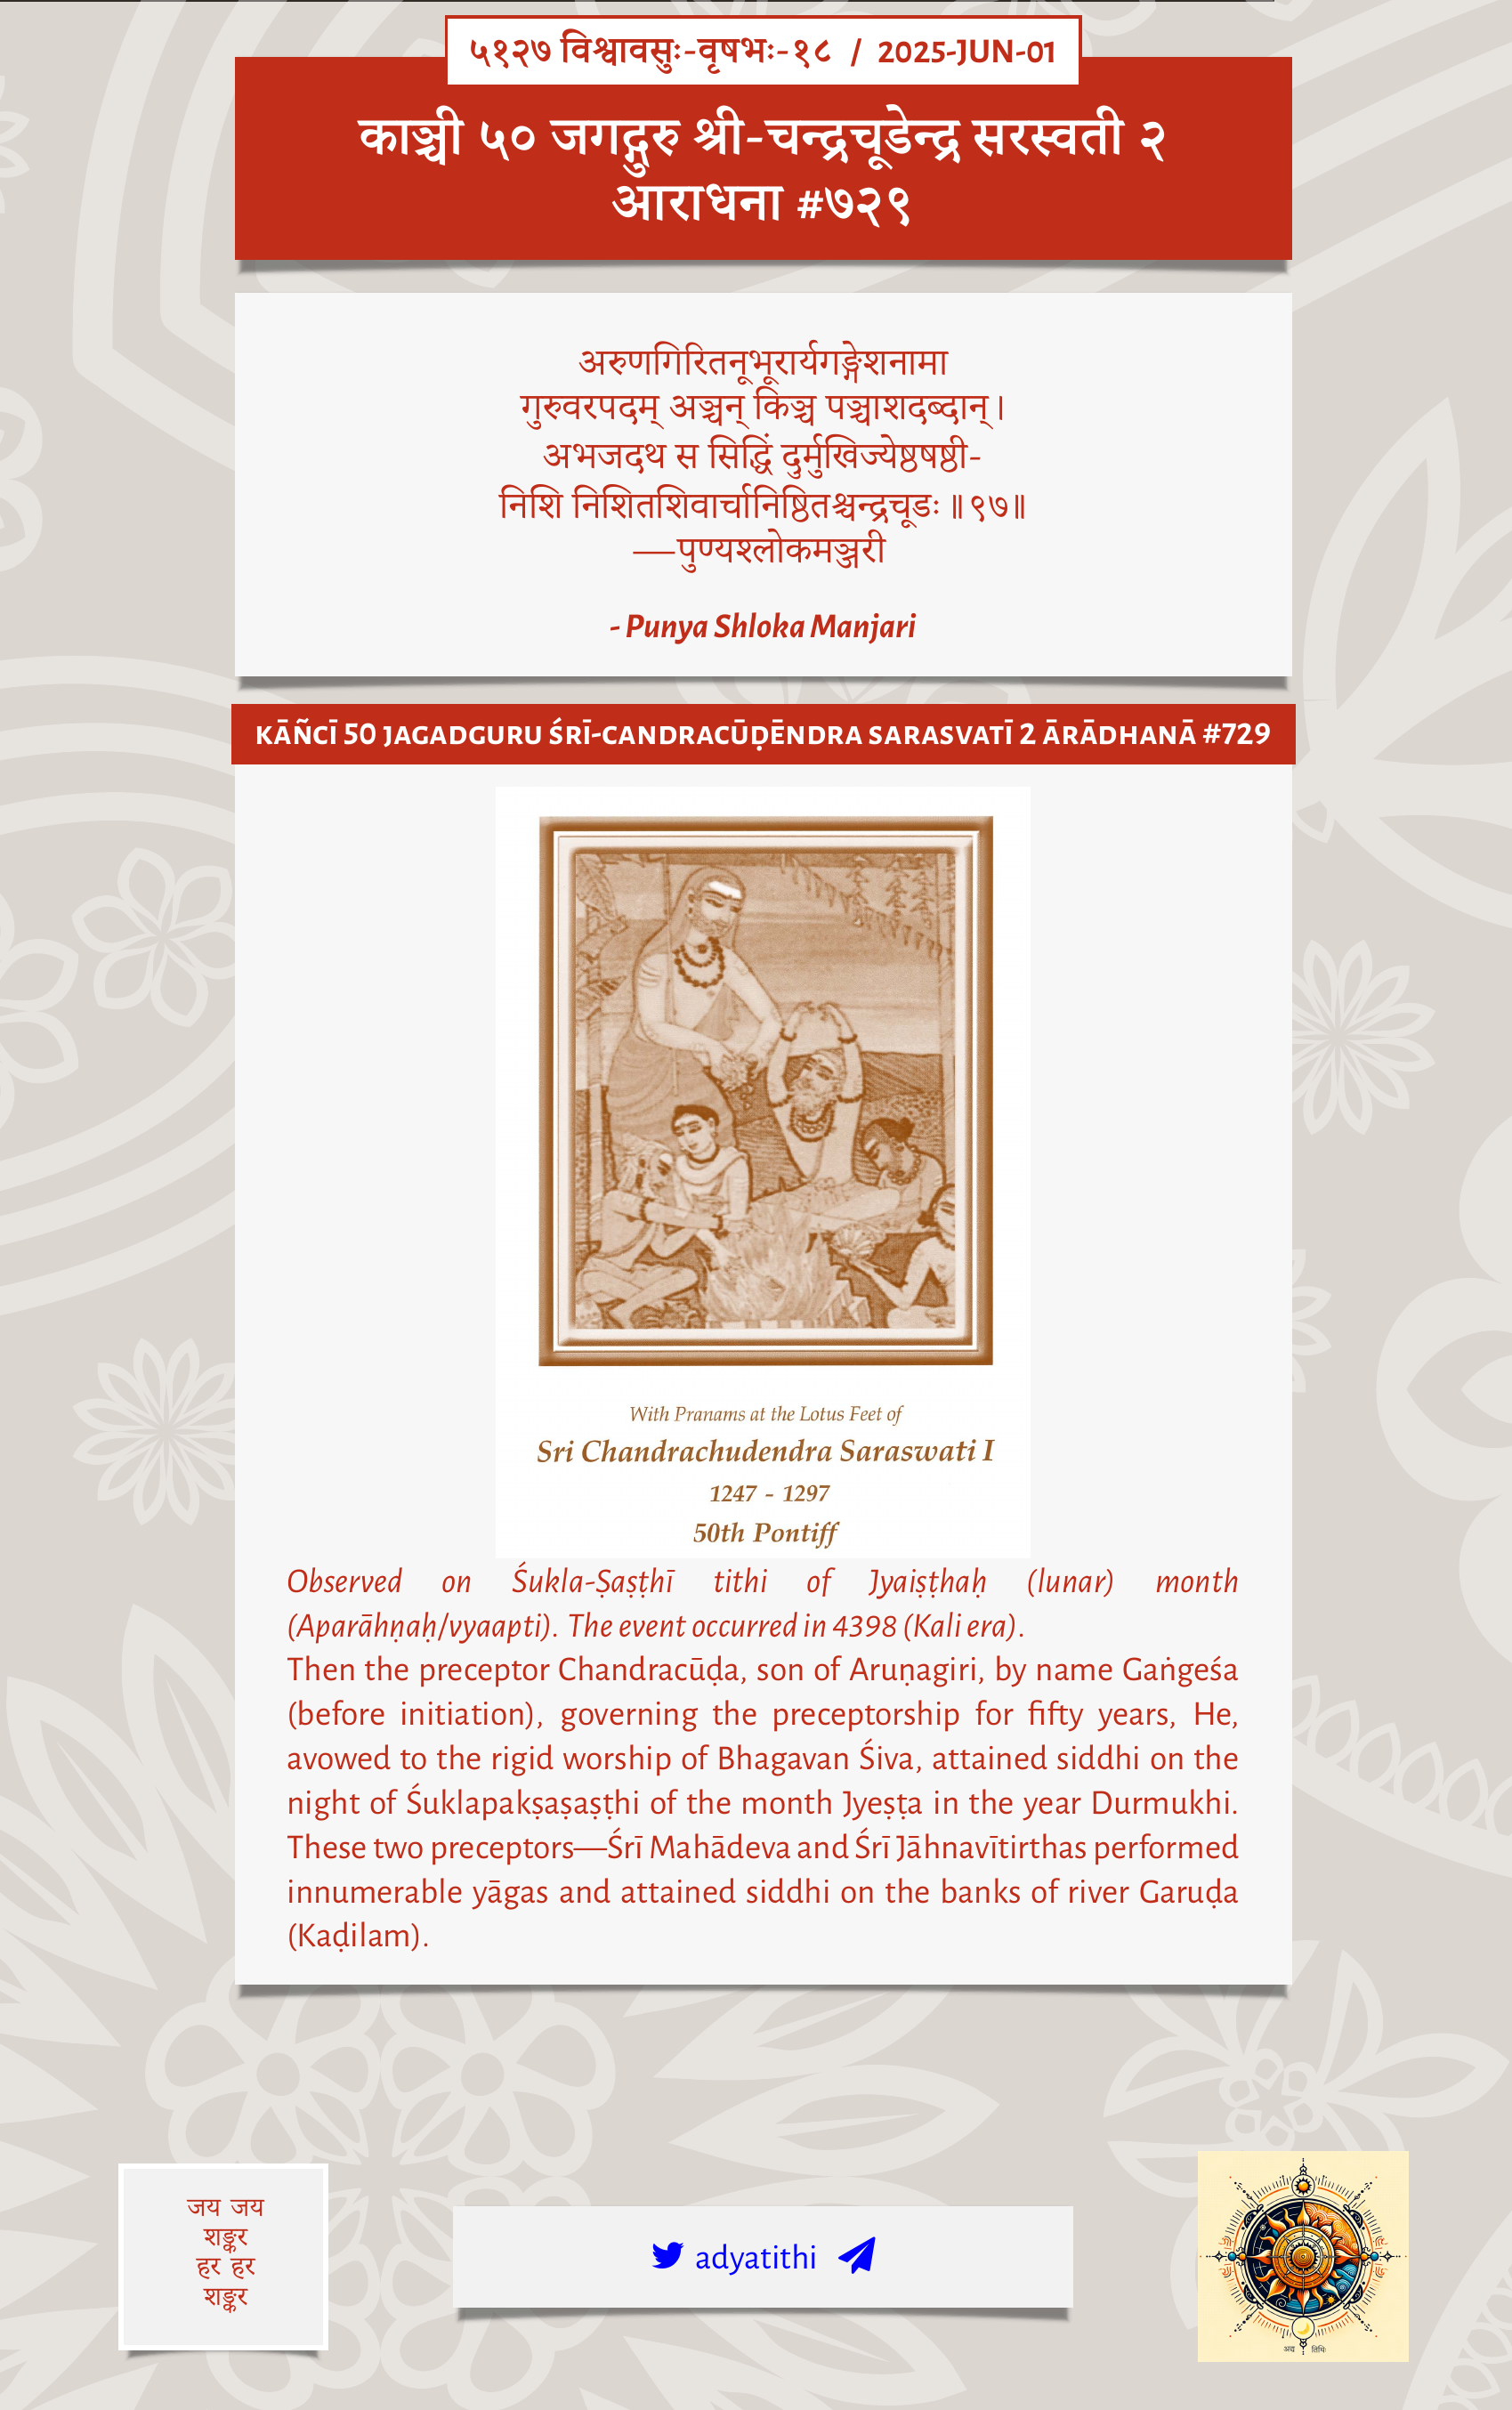 ५१२७ विश्वावसुः-वृषभः-१८ / 2025-JUN-01
काञ्ची ५० जगद्गुरु श्री-चन्द्रचूडेन्द्र सरस्वती २
आराधना #७२९
अरुणगिरितनूभूरार्यगङ्गेशनामा
गुरुवरपदम् अञ्चन् किञ्च पञ्चाशदब्दान्।
अभजदथ स सिद्धिं दुर्मुखिज्येष्ठषष्ठी-
निशि निशितशिवार्चानिष्ठितश्चन्द्रचूडः॥९७॥
—पुण्यश्लोकमञ्जरी
- Punya Shloka Manjari
KĀÑCĪ 50 JAGADGURU ŚRĪ-CANDRACŪḌĒNDRA SARASVATĪ 2 ĀRĀDHANĀ #729
With Pranams at the Lotus Feet of
Sri Chandrachudendra Saraswati I
1247 - 1297
50th Pontiff
Observed on Śukla-Ṣaṣṭhī tithi of Jyaiṣṭhaḥ (lunar) month
(Aparāhṇaḥ/vyaapti). The event occurred in 4398 (Kali era).
Then the preceptor Chandracūḍa, son of Aruṇagiri, by name Gaṅgeśa
(before initiation), governing the preceptorship for fifty years, He,
avowed to the rigid worship of Bhagavan Śiva, attained siddhi on the
night of Śuklapakṣaṣaṣṭhi of the month Jyeṣṭa in the year Durmukhi.
These two preceptors—Śrī Mahādeva and Śrī Jāhnavītirthas performed
innumerable yāgas and attained siddhi on the banks of river Garuḍa
(Kaḍilam).
जय जय
शङ्कर
हर हर
शङ्कर
adyatithi
अद्य तिथिः